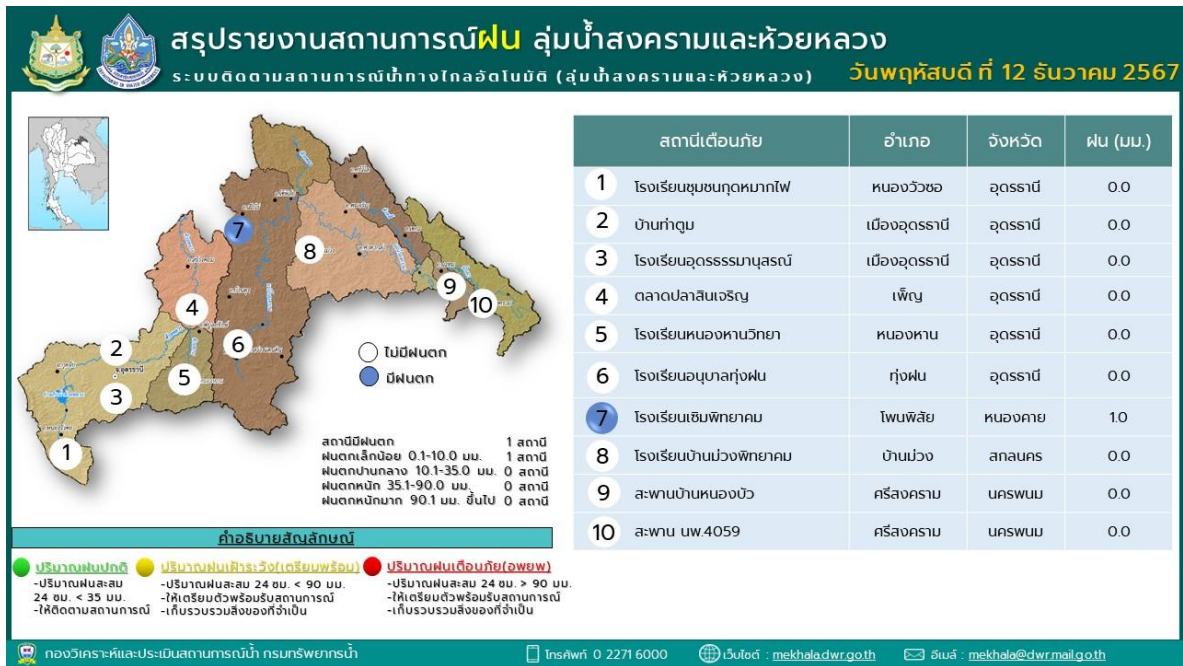 สรุปรายงานสถานการณ์ฝน ลุ่มน้ำสงครามและห้วยหลวง
ระบบติดตามสถานการณ์น้ำทางไกลอัตโนมัติ (ลุ่มน้ำสงครามและห้วยหลวง)
วันพฤหัสบดี ที่ 12 ธันวาคม 2567
สถานีเตือนภัย อำเภอ จังหวัด ฝน (มม.)
1 โรงเรียนชุมชนกุดหมากไฟ หนองวัวซอ อุดรธานี 0.0
2 บ้านท่าตูม เมืองอุดรธานี อุดรธานี 0.0
3 โรงเรียนอุดรธรรมานุสรณ์ เมืองอุดรธานี อุดรธานี 0.0
4 ตลาดปลาสินเจริญ เพ็ญ อุดรธานี 0.0
5 โรงเรียนหนองหานวิทยา หนองหาน อุดรธานี 0.0
6 โรงเรียนอนุบาลทุ่งฝน ทุ่งฝน อุดรธานี 0.0
7 โรงเรียนเซิมพิทยาคม โพนพิสัย หนองคาย 1.0
8 โรงเรียนบ้านม่วงพิทยาคม บ้านม่วง สกลนคร 0.0
9 สะพานบ้านหนองบัว ศรีสงคราม นครพนม 0.0
10 สะพาน นพ.4059 ศรีสงคราม นครพนม 0.0
7
8
9
10
4
2
6
5
3
1
อ.อุดรธานี
ไม่มีฝนตก
มีฝนตก
สถานีมีฝนตก 1 สถานี
ฝนตกเล็กน้อย 0.1-10.0 มม. 1 สถานี
ฝนตกปานกลาง 10.1-35.0 มม. 0 สถานี
ฝนตกหนัก 35.1-90.0 มม. 0 สถานี
ฝนตกหนักมาก 90.1 มม. ขึ้นไป 0 สถานี
คำอธิบายสัญลักษณ์
ปริมาณฝนปกติ
-ปริมาณฝนสะสม
24 ชม. < 35 มม.
-ให้ติดตามสถานการณ์
ปริมาณฝนเฝ้าระวัง(เตรียมพร้อม)
-ปริมาณฝนสะสม 24 ชม. < 90 มม.
-ให้เตรียมตัวพร้อมรับสถานการณ์
-เก็บรวบรวมสิ่งของที่จำเป็น
ปริมาณฝนเตือนภัย(อพยพ)
-ปริมาณฝนสะสม 24 ชม. > 90 มม.
-ให้เตรียมตัวพร้อมรับสถานการณ์
-เก็บรวบรวมสิ่งของที่จำเป็น
กองวิเคราะห์และประเมินสถานการณ์น้ำ กรมทรัพยากรน้ำ
โทรศัพท์ 0 2271 6000
เว็บไซต์ : mekhala.dwr.go.th
อีเมล์ : mekhala@dwr.mail.go.th